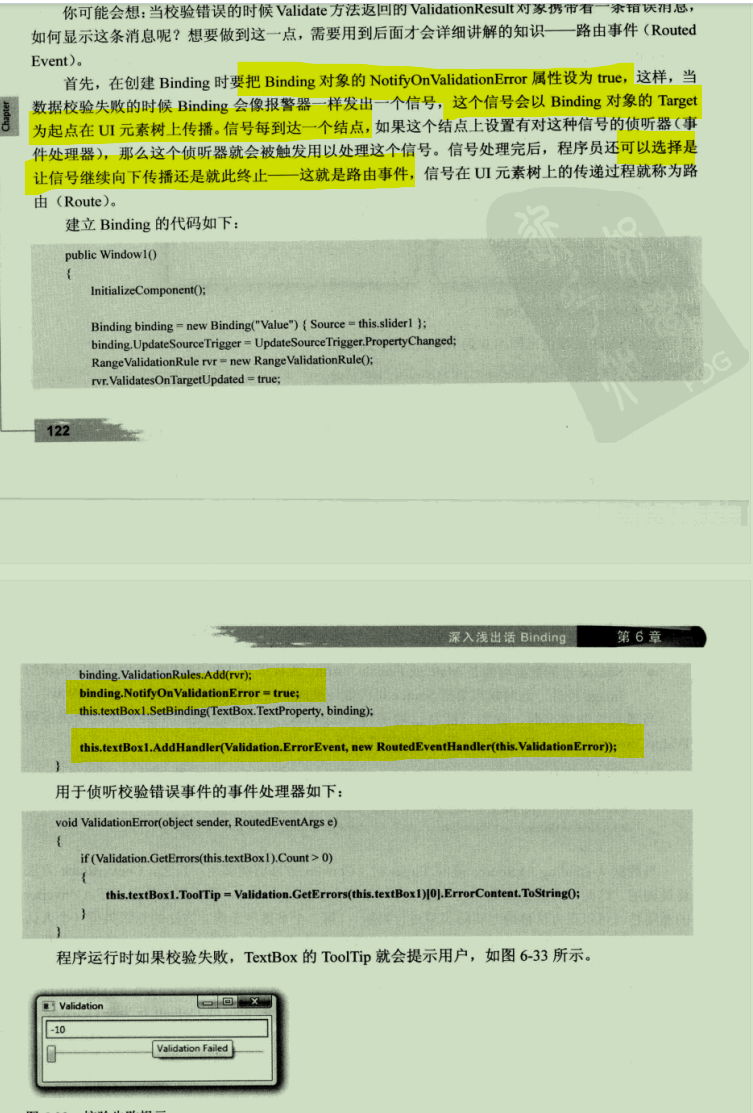 你可能会想：当校验错误的时候 Validate 方法返回的 ValidationResult 对象携带着一条错误消息，
如何显示这条消息呢？想要做到这一点，需要用到后面才会详细讲解的知识——路由事件（Routed
Event）。
首先，在创建 Binding 时要把 Binding 对象的 NotifyOnValidationError 属性设为 true，这样，当
数据校验失败的时候 Binding 会像报警器一样发出一个信号，这个信号会以 Binding 对象的 Target
为起点在 UI 元素树上传播。信号每到达一个结点，如果这个结点上设置有对这种信号的侦听器（事
件处理器），那么这个侦听器就会被触发用以处理这个信号。信号处理完后，程序员还可以选择是
让信号继续向下传播还是就此终止——这就是路由事件，信号在 UI 元素树上的传递过程就称为路
由（Route）。
Chapter
建立 Binding 的代码如下：
public Window1()
{
InitializeComponent();
Binding binding = new Binding("Value") { Source = this.slider1 };
binding.UpdateSourceTrigger = UpdateSourceTrigger.PropertyChanged;
RangeValidationRule rvr = new RangeValidationRule();
rvr.ValidatesOnTargetUpdated = true;
PDG
122
深入浅出话 Binding 第 6 章
binding.ValidationRules.Add(rvr);
binding.NotifyOnValidationError = true;
this.textBox1.SetBinding(TextBox.TextProperty, binding);
this.textBox1.AddHandler(Validation.ErrorEvent, new RoutedEventHandler(this.ValidationError));
}
用于侦听校验错误事件的事件处理器如下：
void ValidationError(object sender, RoutedEventArgs e)
{
if (Validation.GetErrors(this.textBox1).Count > 0)
{
this.textBox1.ToolTip = Validation.GetErrors(this.textBox1)[0].ErrorContent.ToString();
}
}
程序运行时如果校验失败，TextBox 的 ToolTip 就会提示用户，如图 6-33 所示。
Validation
-10
Validation Failed